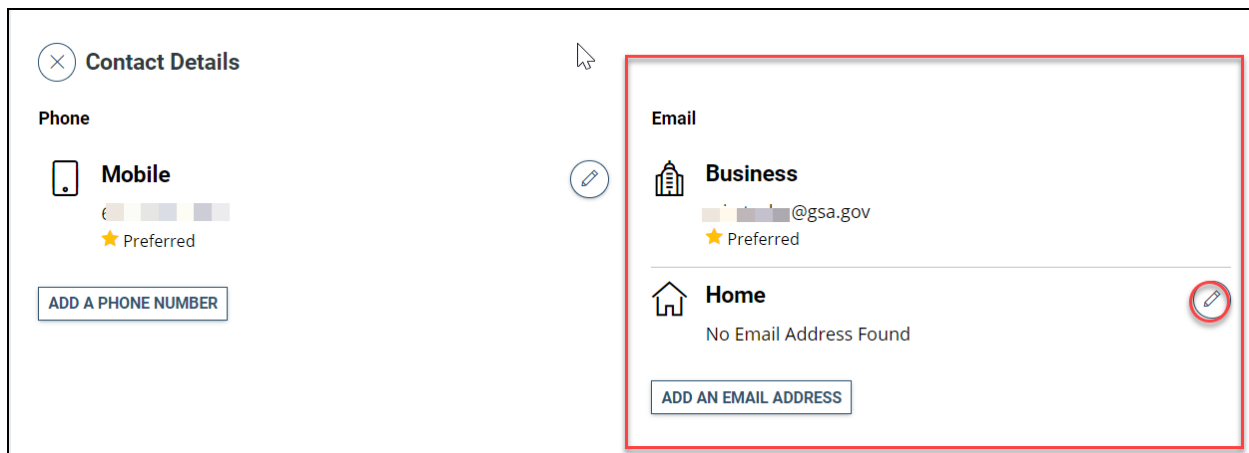 Contact Details
Phone
Mobile
Preferred
ADD A PHONE NUMBER
Email
Business
@gsa.gov
Preferred
Home
No Email Address Found
ADD AN EMAIL ADDRESS